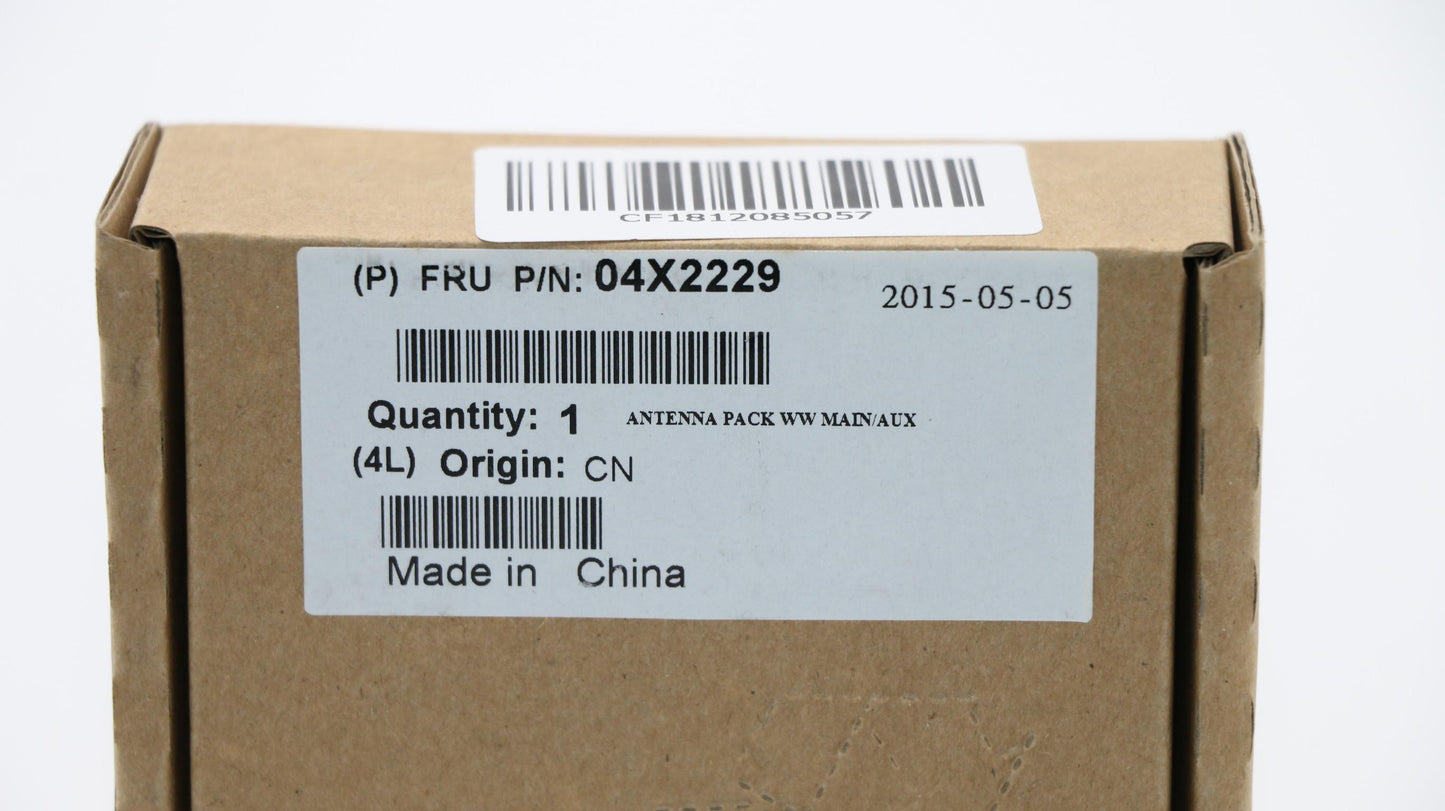 CF1812085057
(P) FRU P/N: 04X2229
2015-05-05
Quantity: 1 ANTENNA PACK WW MAIN/AUX
(4L) Origin: CN
Made in China